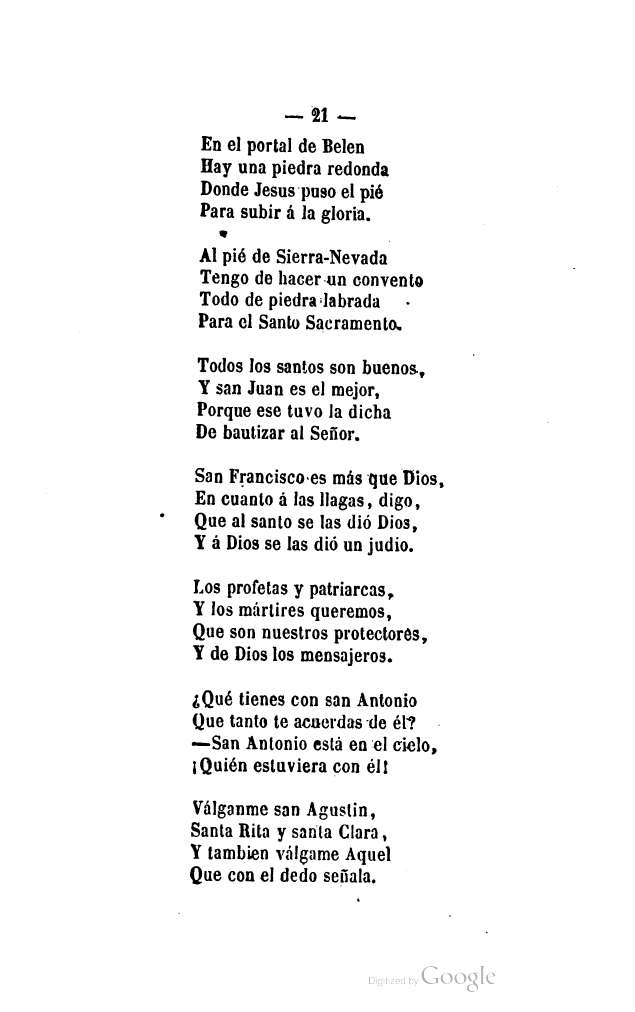 — 21 —
En el portal de Belen
Hay una piedra redonda
Donde Jesus puso el pié
Para subir á la gloria.
Al pié de Sierra-Nevada
Tengo de hacer un convento
Todo de piedra labrada
Para el Santo Sacramento.
Todos los santos son buenos,
Y san Juan es el mejor,
Porque ese tuvo la dicha
De bautizar al Señor.
San Francisco es más que Dios,
En cuanto á las llagas, digo,
Que al santo se las dió Dios,
Y á Dios se las dió un judio.
Los profetas y patriarcas,
Y los mártires queremos,
Que son nuestros protectores,
Y de Dios los mensajeros.
¿Qué tienes con san Antonio
Que tanto te acuerdas de él?
—San Antonio está en el cielo,
¡Quién estuviera con él!
Válganme san Agustin,
Santa Rita y santa Clara,
Y tambien válgame Aquel
Que con el dedo señala.
Digitized by Google